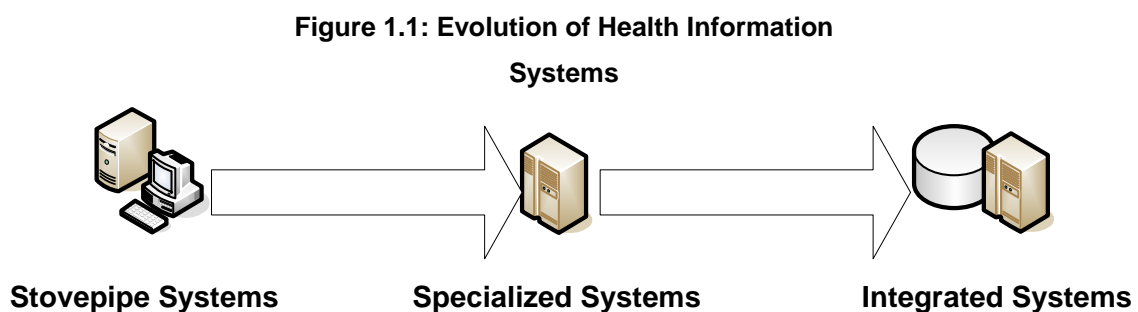 Figure 1.1: Evolution of Health Information
Systems
Stovepipe Systems
Specialized Systems
Integrated Systems